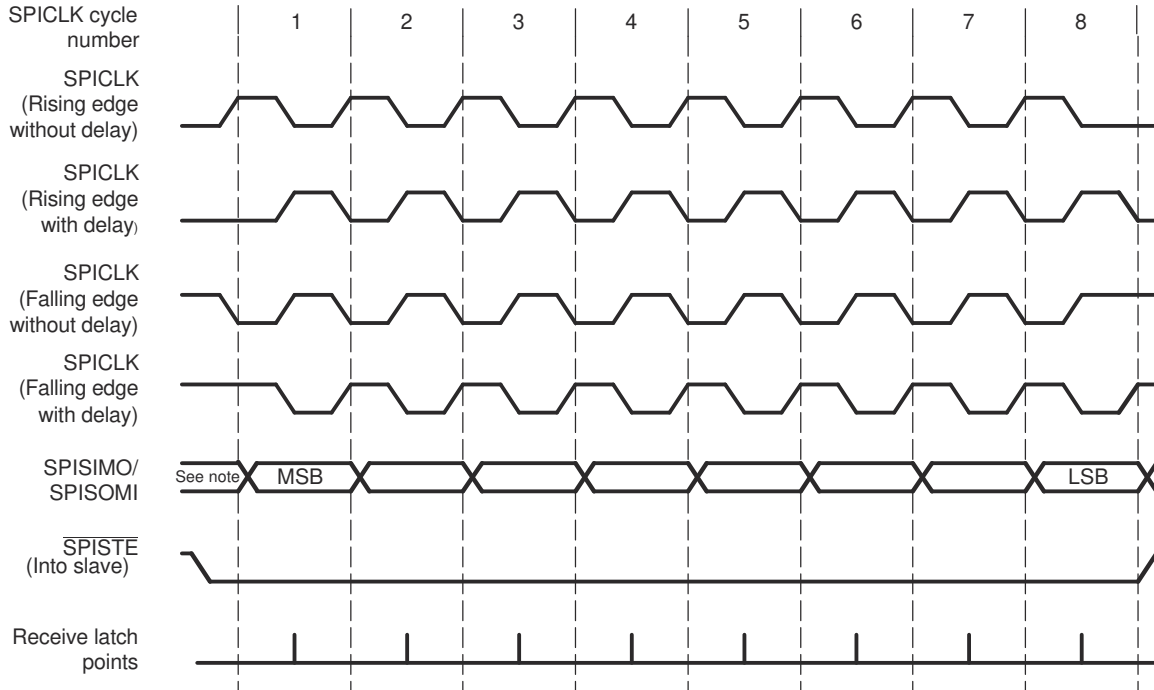 SPICLK cycle
number
1 2 3 4 5 6 7 8
SPICLK
(Rising edge
without delay)
SPICLK
(Rising edge
with delay)
SPICLK
(Falling edge
without delay)
SPICLK
(Falling edge
with delay)
SPISIMO/
SPISOMI
See note
MSB
LSB
SPISTE
(Into slave)
Receive latch
points